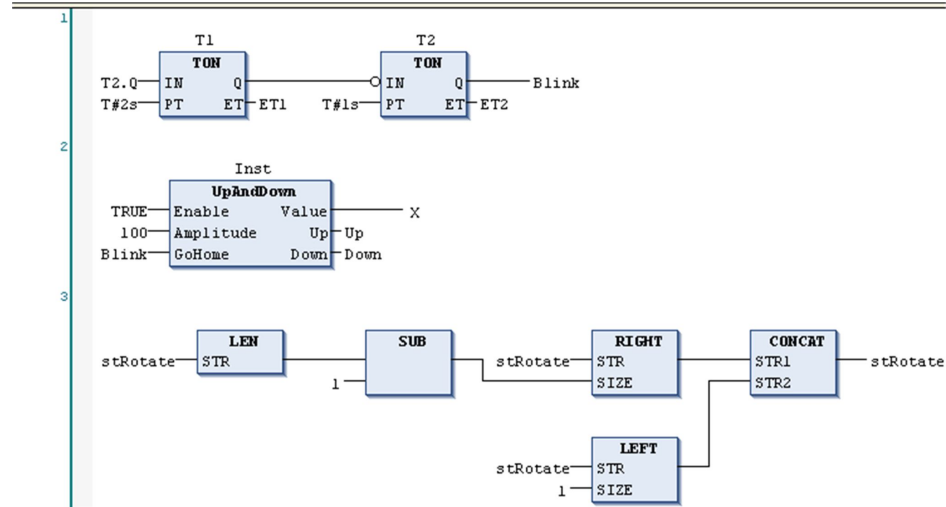 1
T1 T2
TON TON
T2.Q IN Q IN Q Blink
T#2s PT ET ET1 T#1s PT ET ET2
2
Inst
UpAndDown
TRUE Enable Value X
100 Amplitude Up Up
Blink GoHome Down Down
3
LEN SUB RIGHT CONCAT
stRotate STR stRotate STR STR1 stRotate
1 SIZE STR2
LEFT
stRotate STR
1 SIZE